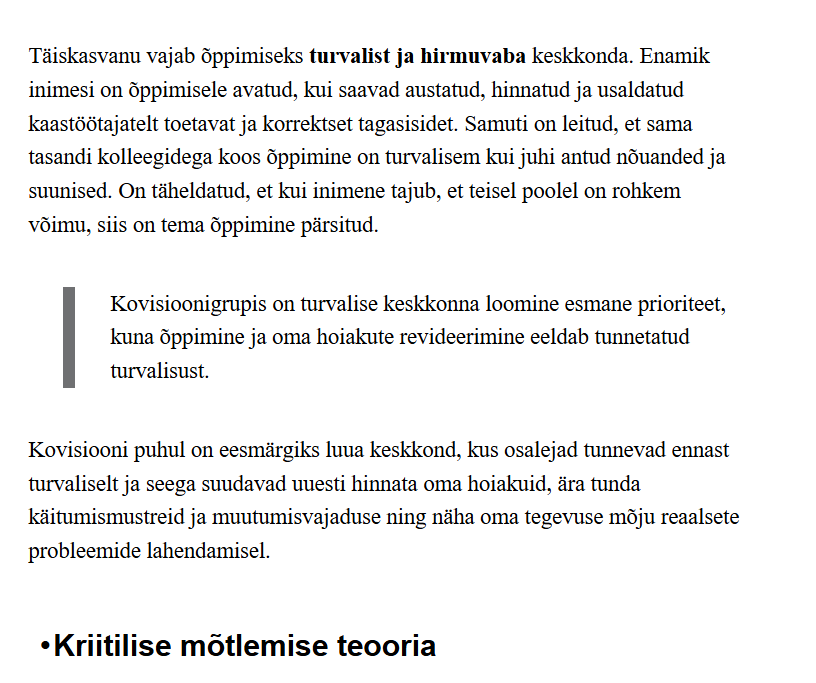 Täiskasvanu vajab õppimiseks turvalist ja hirmuvaba keskkonda. Enamik
inimesi on õppimisele avatud, kui saavad austatud, hinnatud ja usaldatud
kaastöötajatelt toetavat ja korrektset tagasisidet. Samuti on leitud, et sama
tasandi kolleegidega koos õppimine on turvalisem kui juhi antud nõuanded ja
suunised. On täheldatud, et kui inimene tajub, et teisel poolel on rohkem
võimu, siis on tema õppimine pärsitud.
Kovisioonigrupis on turvalise keskkonna loomine esmane prioriteet,
kuna õppimine ja oma hoiakute revideerimine eeldab tunnetatud
turvalisust.
Kovisiooni puhul on eesmärgiks luua keskkond, kus osalejad tunnevad ennast
turvaliselt ja seega suudavad uuesti hinnata oma hoiakuid, ära tunda
käitumismustreid ja muutumisvajaduse ning näha oma tegevuse mõju reaalsete
probleemide lahendamisel.
•Kriitilise mõtlemise teooria